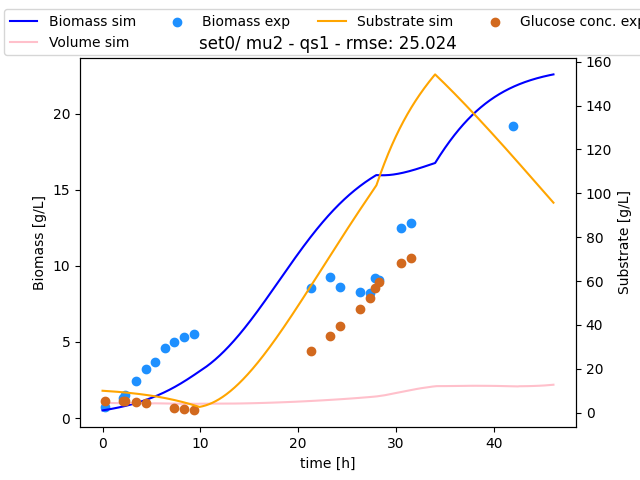 Biomass sim Biomass exp Substrate sim Glucose conc. exp
Volume sim
set0/ mu2 - qs1 - rmse: 25.024
Biomass [g/L]
20
15
10
5
0
160
140
120
100
80
60
40
20
0
Substrate [g/L]
0 10 20 30 40
time [h]